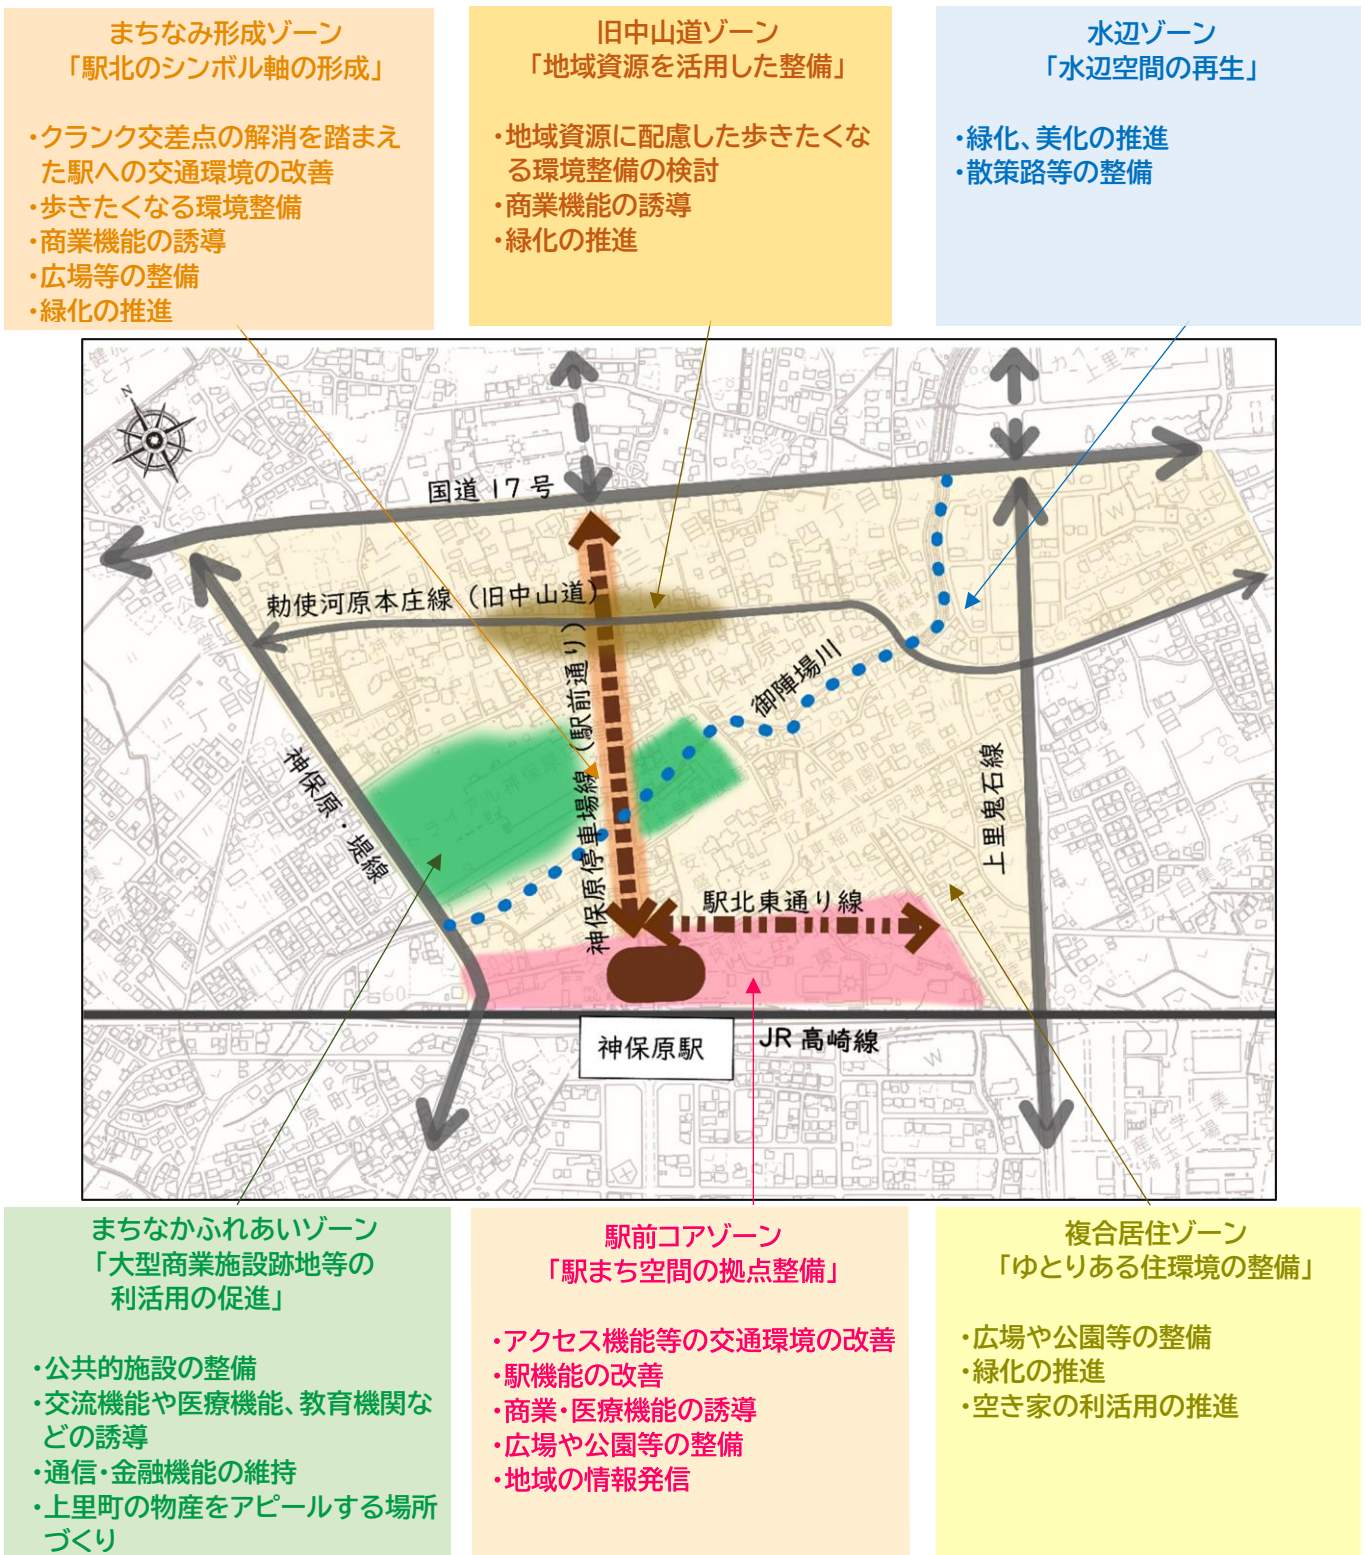 まちなみ形成ゾーン
「駅北のシンボル軸の形成」
・クランク交差点の解消を踏まえ
た駅への交通環境の改善
・歩きたくなる環境整備
・商業機能の誘導
・広場等の整備
・緑化の推進
旧中山道ゾーン
「地域資源を活用した整備」
・地域資源に配慮した歩きたくな
る環境整備の検討
・商業機能の誘導
・緑化の推進
水辺ゾーン
「水辺空間の再生」
・緑化、美化の推進
・散策路等の整備
N
国道17号
勅使河原本庄線（旧中山道）
神保原停車場線（駅前通り）
御陣場川
神保原・堤線
上里鬼石線
駅北東通り線
神保原駅
JR高崎線
まちなかふれあいゾーン
「大型商業施設跡地等の
利活用の促進」
・公共的施設の整備
・交流機能や医療機能、教育機関な
どの誘導
・通信・金融機能の維持
・上里町の物産をアピールする場所
づくり
駅前コアゾーン
「駅まち空間の拠点整備」
・アクセス機能等の交通環境の改善
・駅機能の改善
・商業・医療機能の誘導
・広場や公園等の整備
・地域の情報発信
複合居住ゾーン
「ゆとりある住環境の整備」
・広場や公園等の整備
・緑化の推進
・空き家の利活用の推進